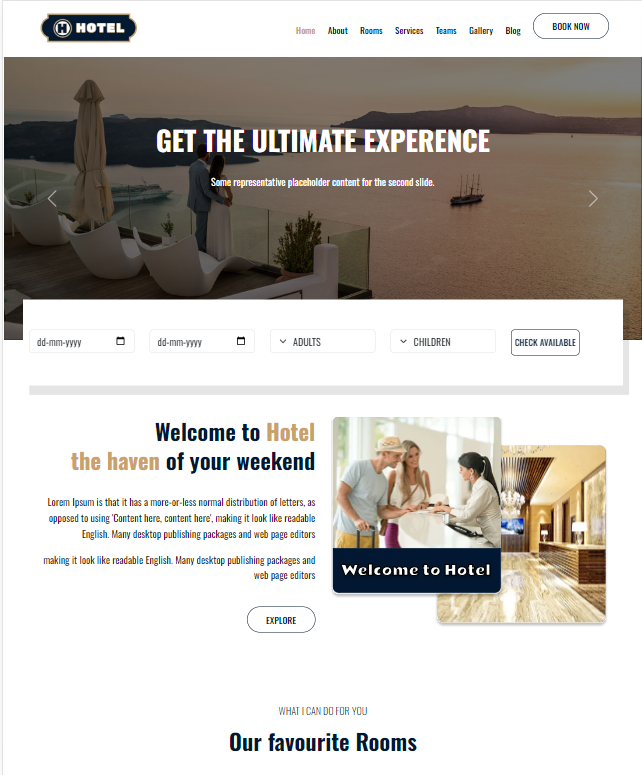 HOTEL
Home About Rooms Services Teams Gallery Blog BOOK NOW
GET THE ULTIMATE EXPERENCE
Some representative placeholder content for the second slide.
dd-mm-yyyy dd-mm-yyyy ADULTS CHILDREN CHECK AVAILABLE
Welcome to Hotel
the haven of your weekend
Lorem Ipsum is that it has a more-or-less normal distribution of letters, as
opposed to using 'Content here, content here', making it look like readable
English. Many desktop publishing packages and web page editors
making it look like readable English. Many desktop publishing packages and
web page editors
EXPLORE
Welcome to Hotel
WHAT I CAN DO FOR YOU
Our favourite Rooms